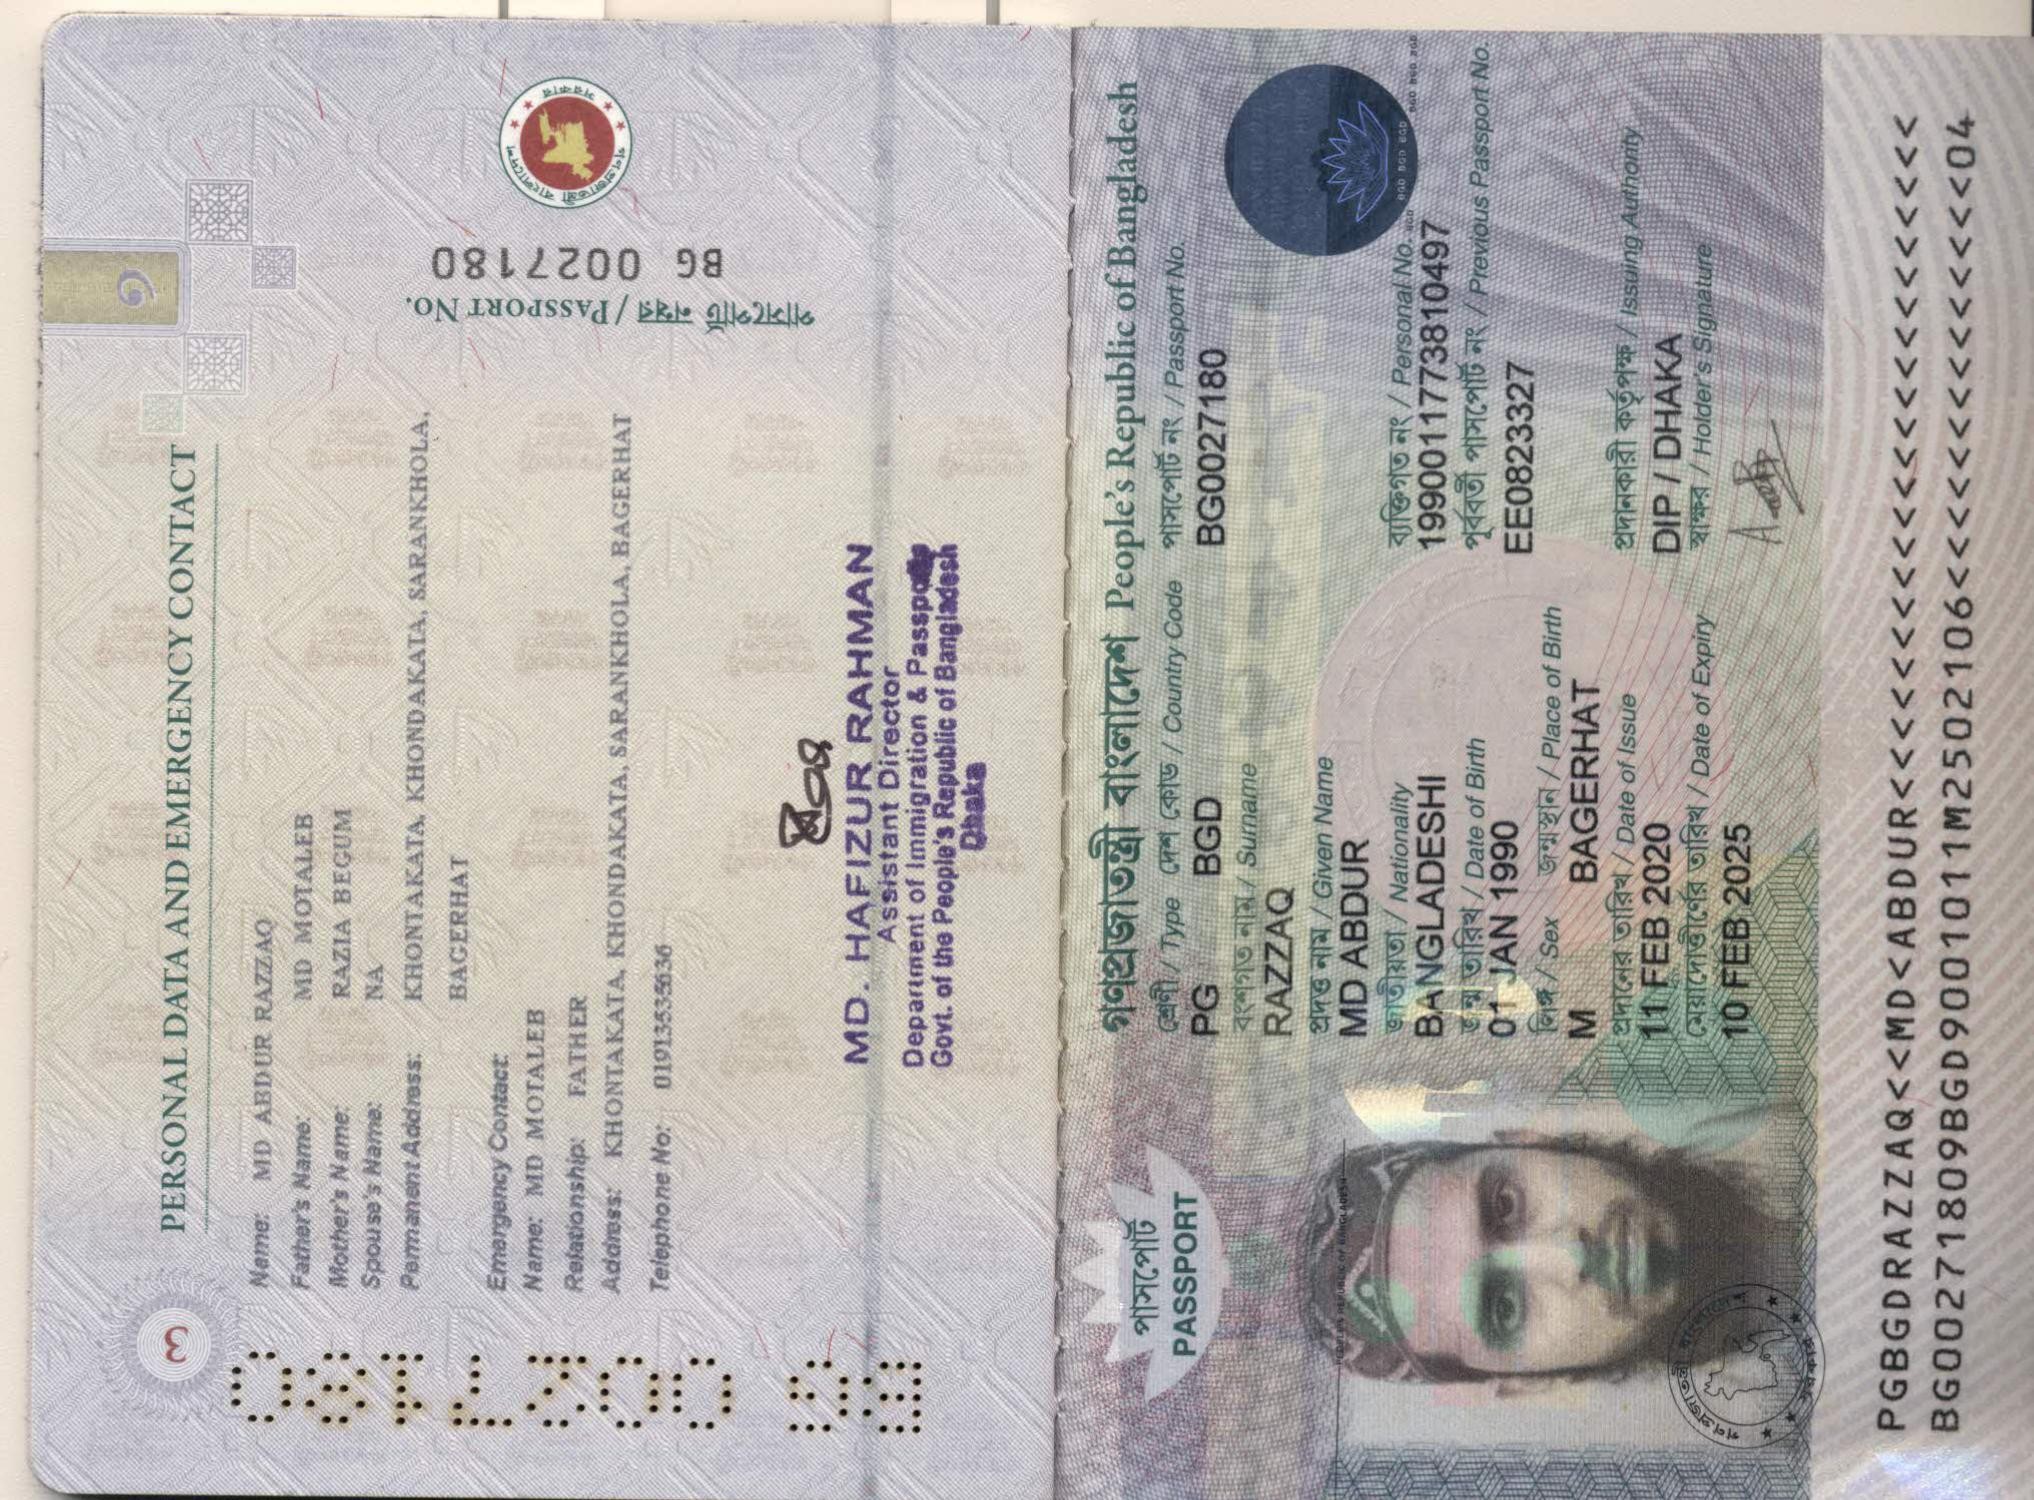 PERSONAL DATA AND EMERGENCY CONTACT
৩
Name: MD ABDUR RAZZAQ
Father's Name: MD MOTALEB
Mother's Name: RAZIA BEGUM
Spouse's Name: NA
Permanent Address: KHONTAKATA, KHONDAKATA, SARANKHOLA,
BAGERHAT
Emergency Contact:
Name: MD MOTALEB
Relationship: FATHER
Address: KHONTAKATA, KHONDAKATA, SARANKHOLA, BAGERHAT
Telephone No: 01913535636
MD. HAFIZUR RAHMAN
Assistant Director
Department of Immigration & Passports
Govt. of the People's Republic of Bangladesh
Dhaka
১
পাসপোর্ট নম্বর / PASSPORT NO.
BG 0027180
BG 0027180
গণপ্রজাতন্ত্রী বাংলাদেশ People's Republic of Bangladesh
পাসপোর্ট
PASSPORT
শ্রেণী / Type দেশ কোড / Country Code পাসপোর্ট নং / Passport No.
PG BGD BG0027180
বংশগত নাম / Surname
RAZZAQ
প্রদত্ত নাম / Given Name
MD ABDUR
জাতীয়তা / Nationality ব্যক্তিগত নং / Personal No.
BANGLADESHI 19900117738104​97
জন্ম তারিখ / Date of Birth পূর্ববর্তী পাসপোর্ট নং / Previous Passport No.
01 JAN 1990 EE0823327
লিঙ্গ / Sex জন্মস্থান / Place of Birth
M BAGERHAT
প্রদানের তারিখ / Date of Issue প্রদানকারী কর্তৃপক্ষ / Issuing Authority
11 FEB 2020 DIP / DHAKA
মেয়াদোত্তীর্ণের তারিখ / Date of Expiry স্বাক্ষর / Holder's Signature
10 FEB 2025
PGBGDRAZZAQ<<MD<ABDUR<<<<<<<<<<<<<<<<<<<<<<<
BG00271809BGD9001011M2502106<<<<<<<<<<<<<<04